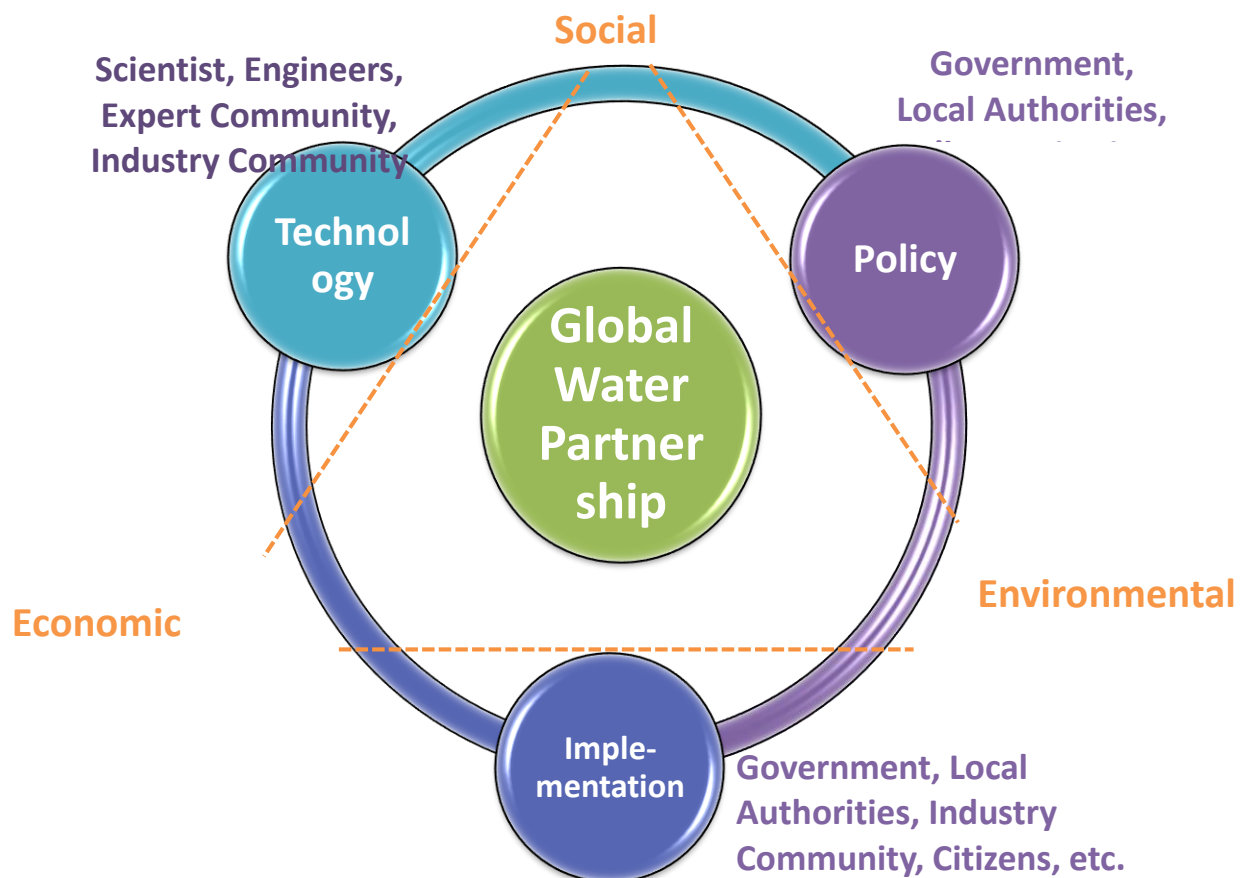 Social
Scientist, Engineers,
Expert Community,
Industry Community
Government,
Local Authorities,
Technol
ogy
Policy
Global
Water
Partner
ship
Economic
Environmental
Imple-
mentation
Government, Local
Authorities, Industry
Community, Citizens, etc.